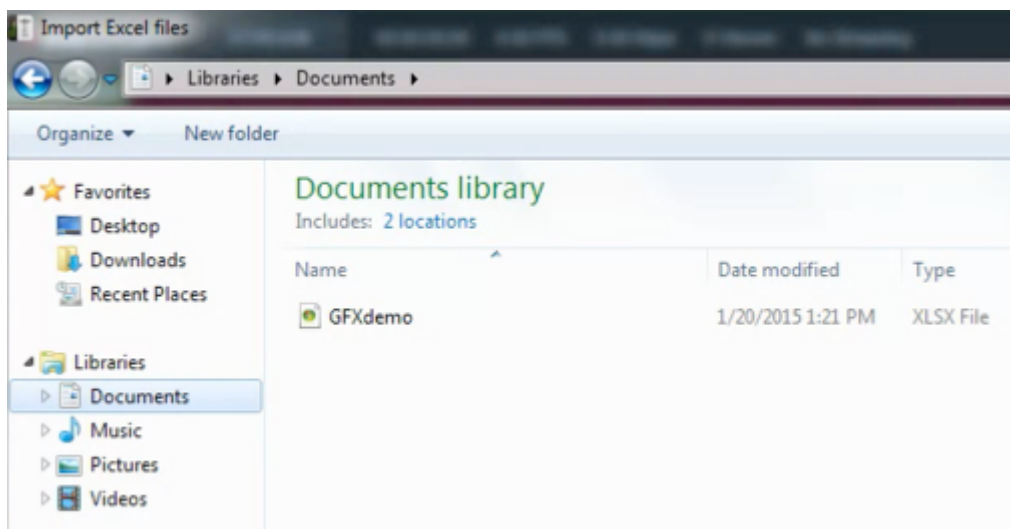 Import Excel files
Libraries Documents
Organize New folder
Favorites
Desktop
Downloads
Recent Places
Libraries
Documents
Music
Pictures
Videos
Documents library
Includes: 2 locations
Name Date modified Type
GFXdemo 1/20/2015 1:21 PM XLSX File